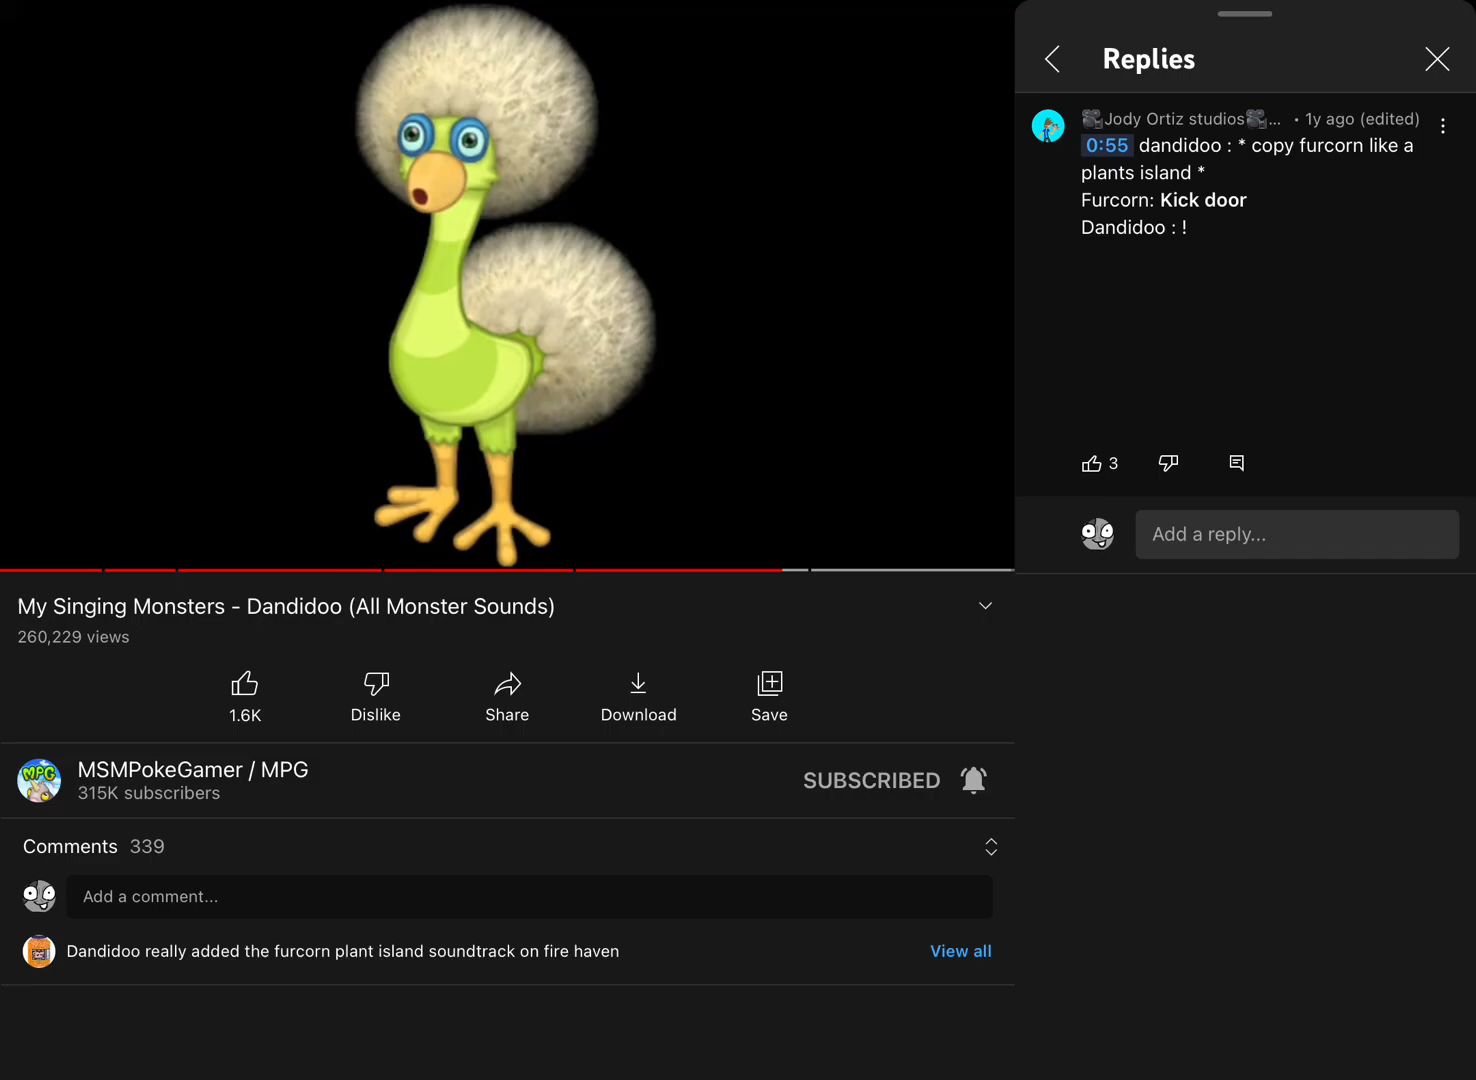 Replies
Jody Ortiz studios... • 1y ago (edited)
0:55 dandidoo : * copy furcorn like a
plants island *
Furcorn: Kick door
Dandidoo : !
3
Add a reply...
My Singing Monsters - Dandidoo (All Monster Sounds)
260,229 views
1.6K
Dislike
Share
Download
Save
MPG
MSMPokeGamer / MPG
315K subscribers
SUBSCRIBED
Comments 339
Add a comment...
Dandidoo really added the furcorn plant island soundtrack on fire haven
View all